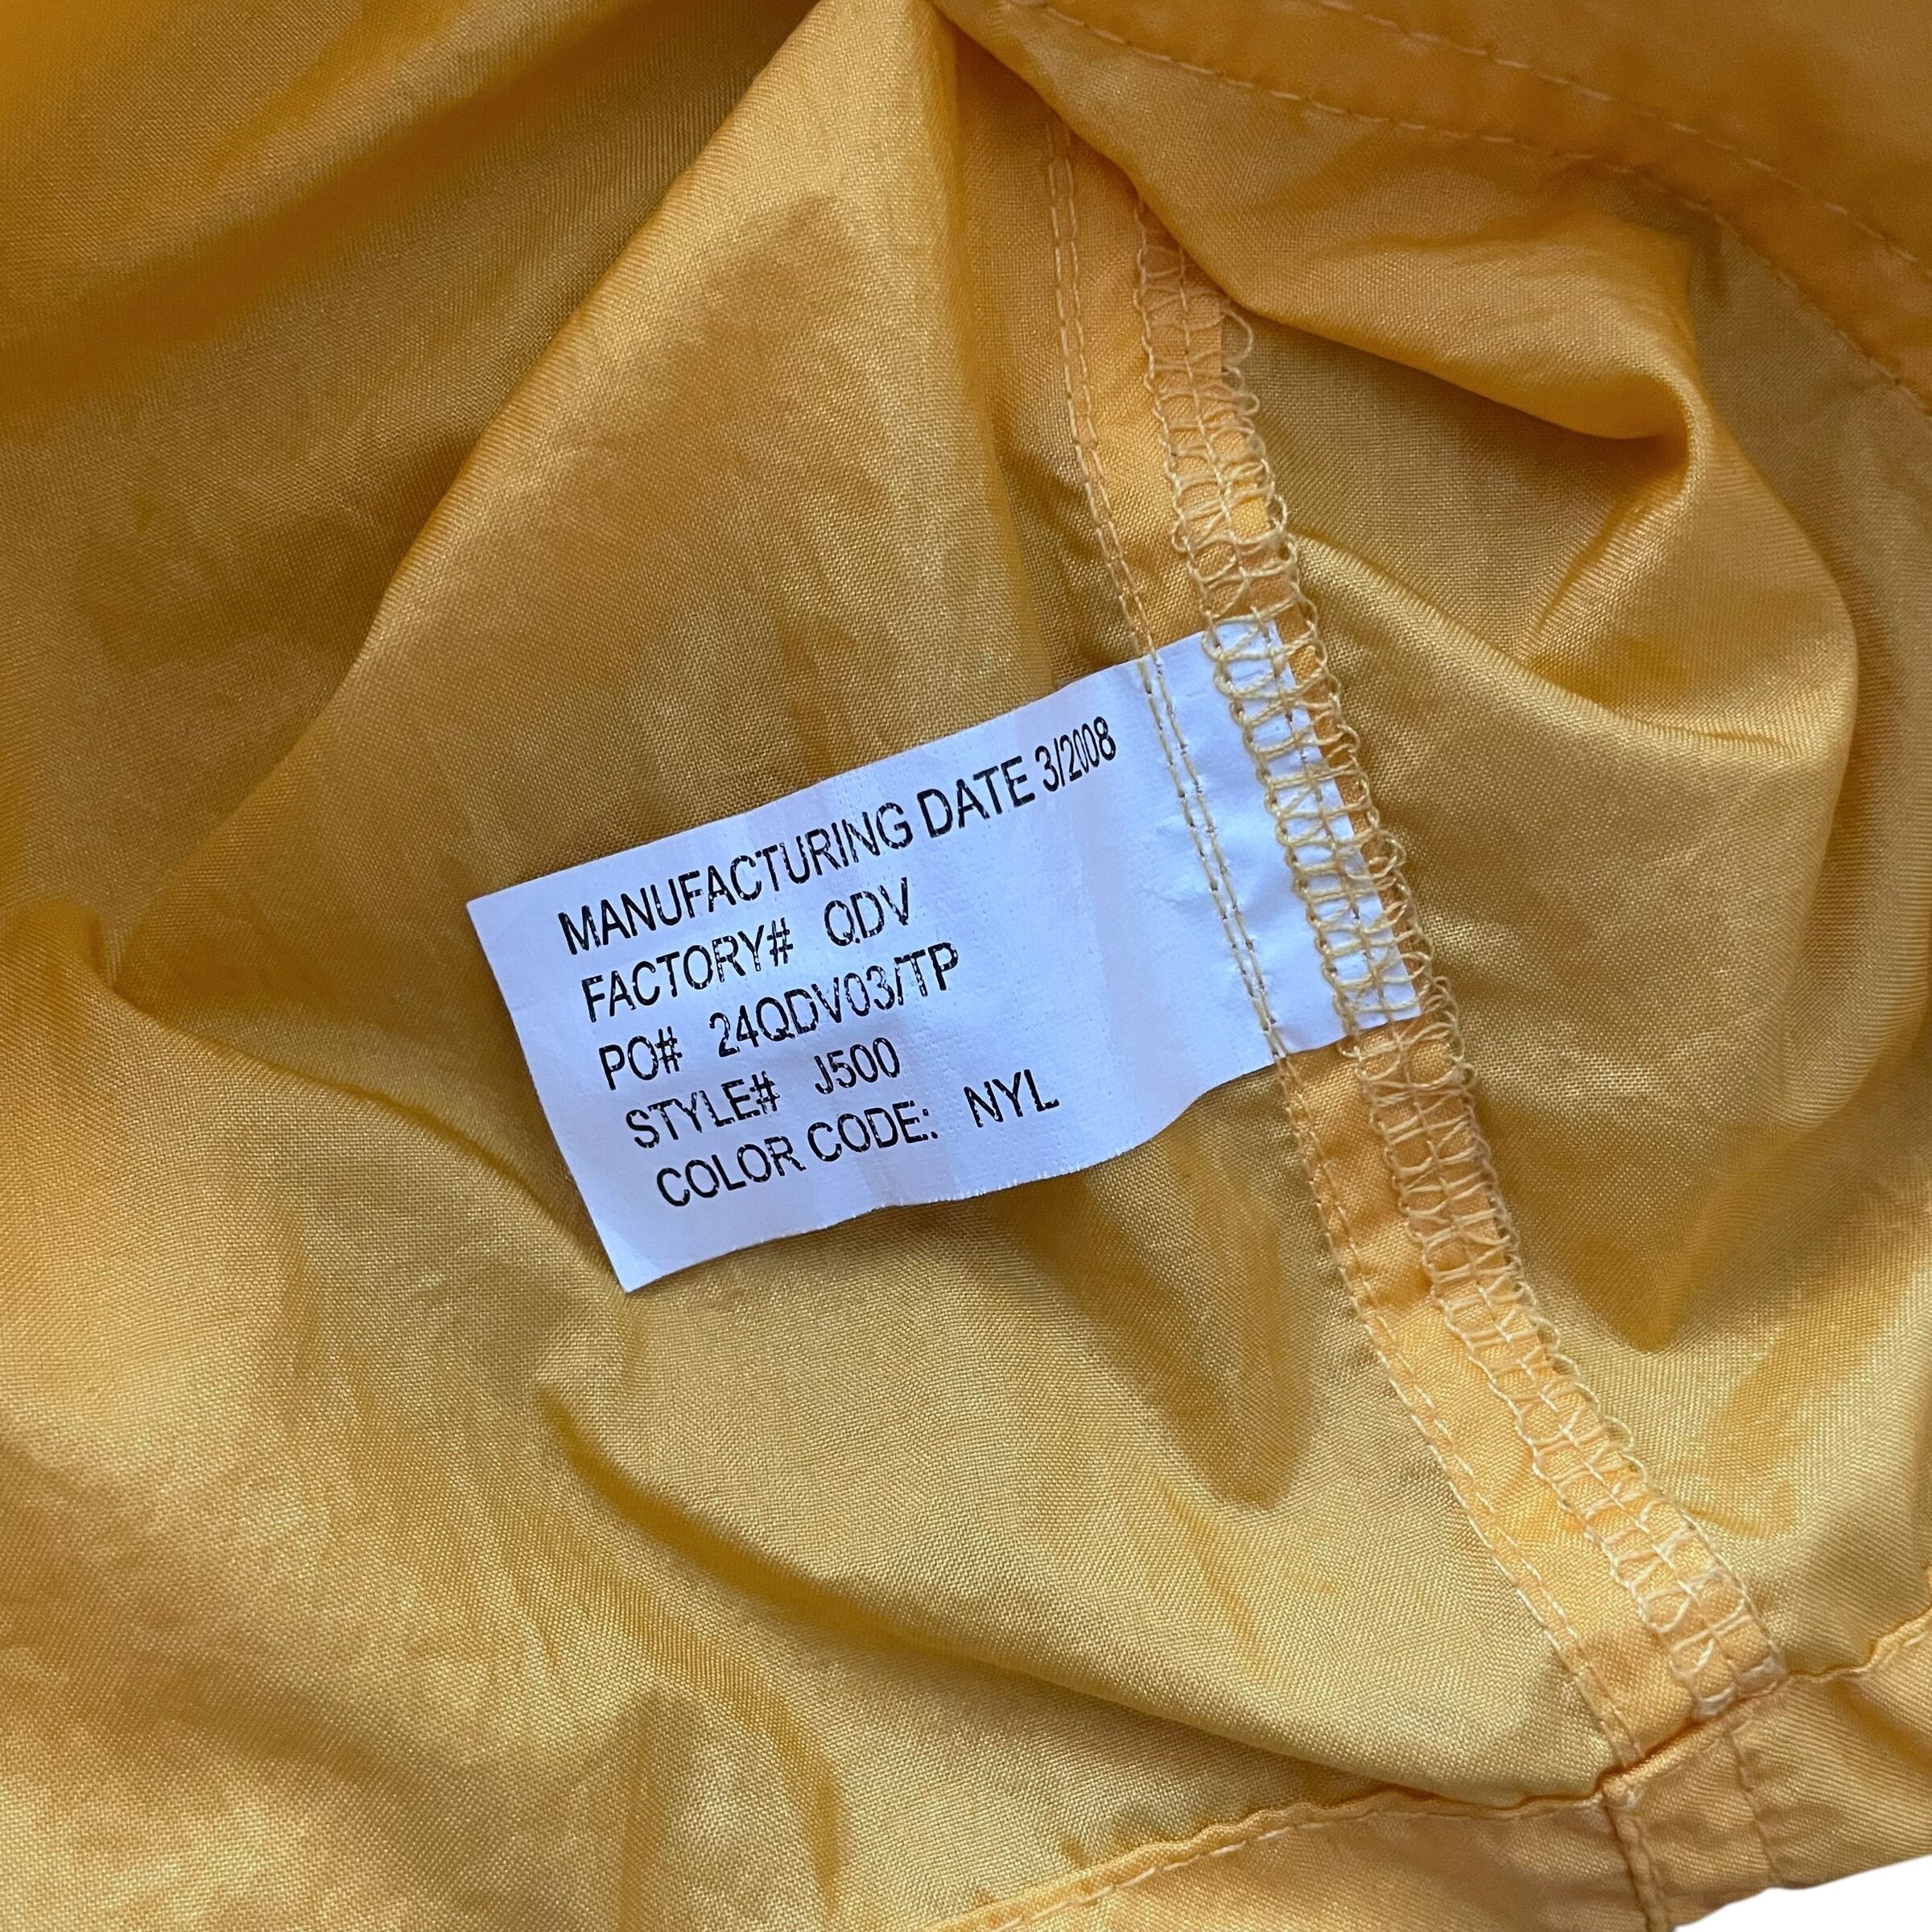 MANUFACTURING DATE 3/2008
FACTORY# QDV
PO# 24QDV03/TP
STYLE# J500
COLOR CODE: NYL